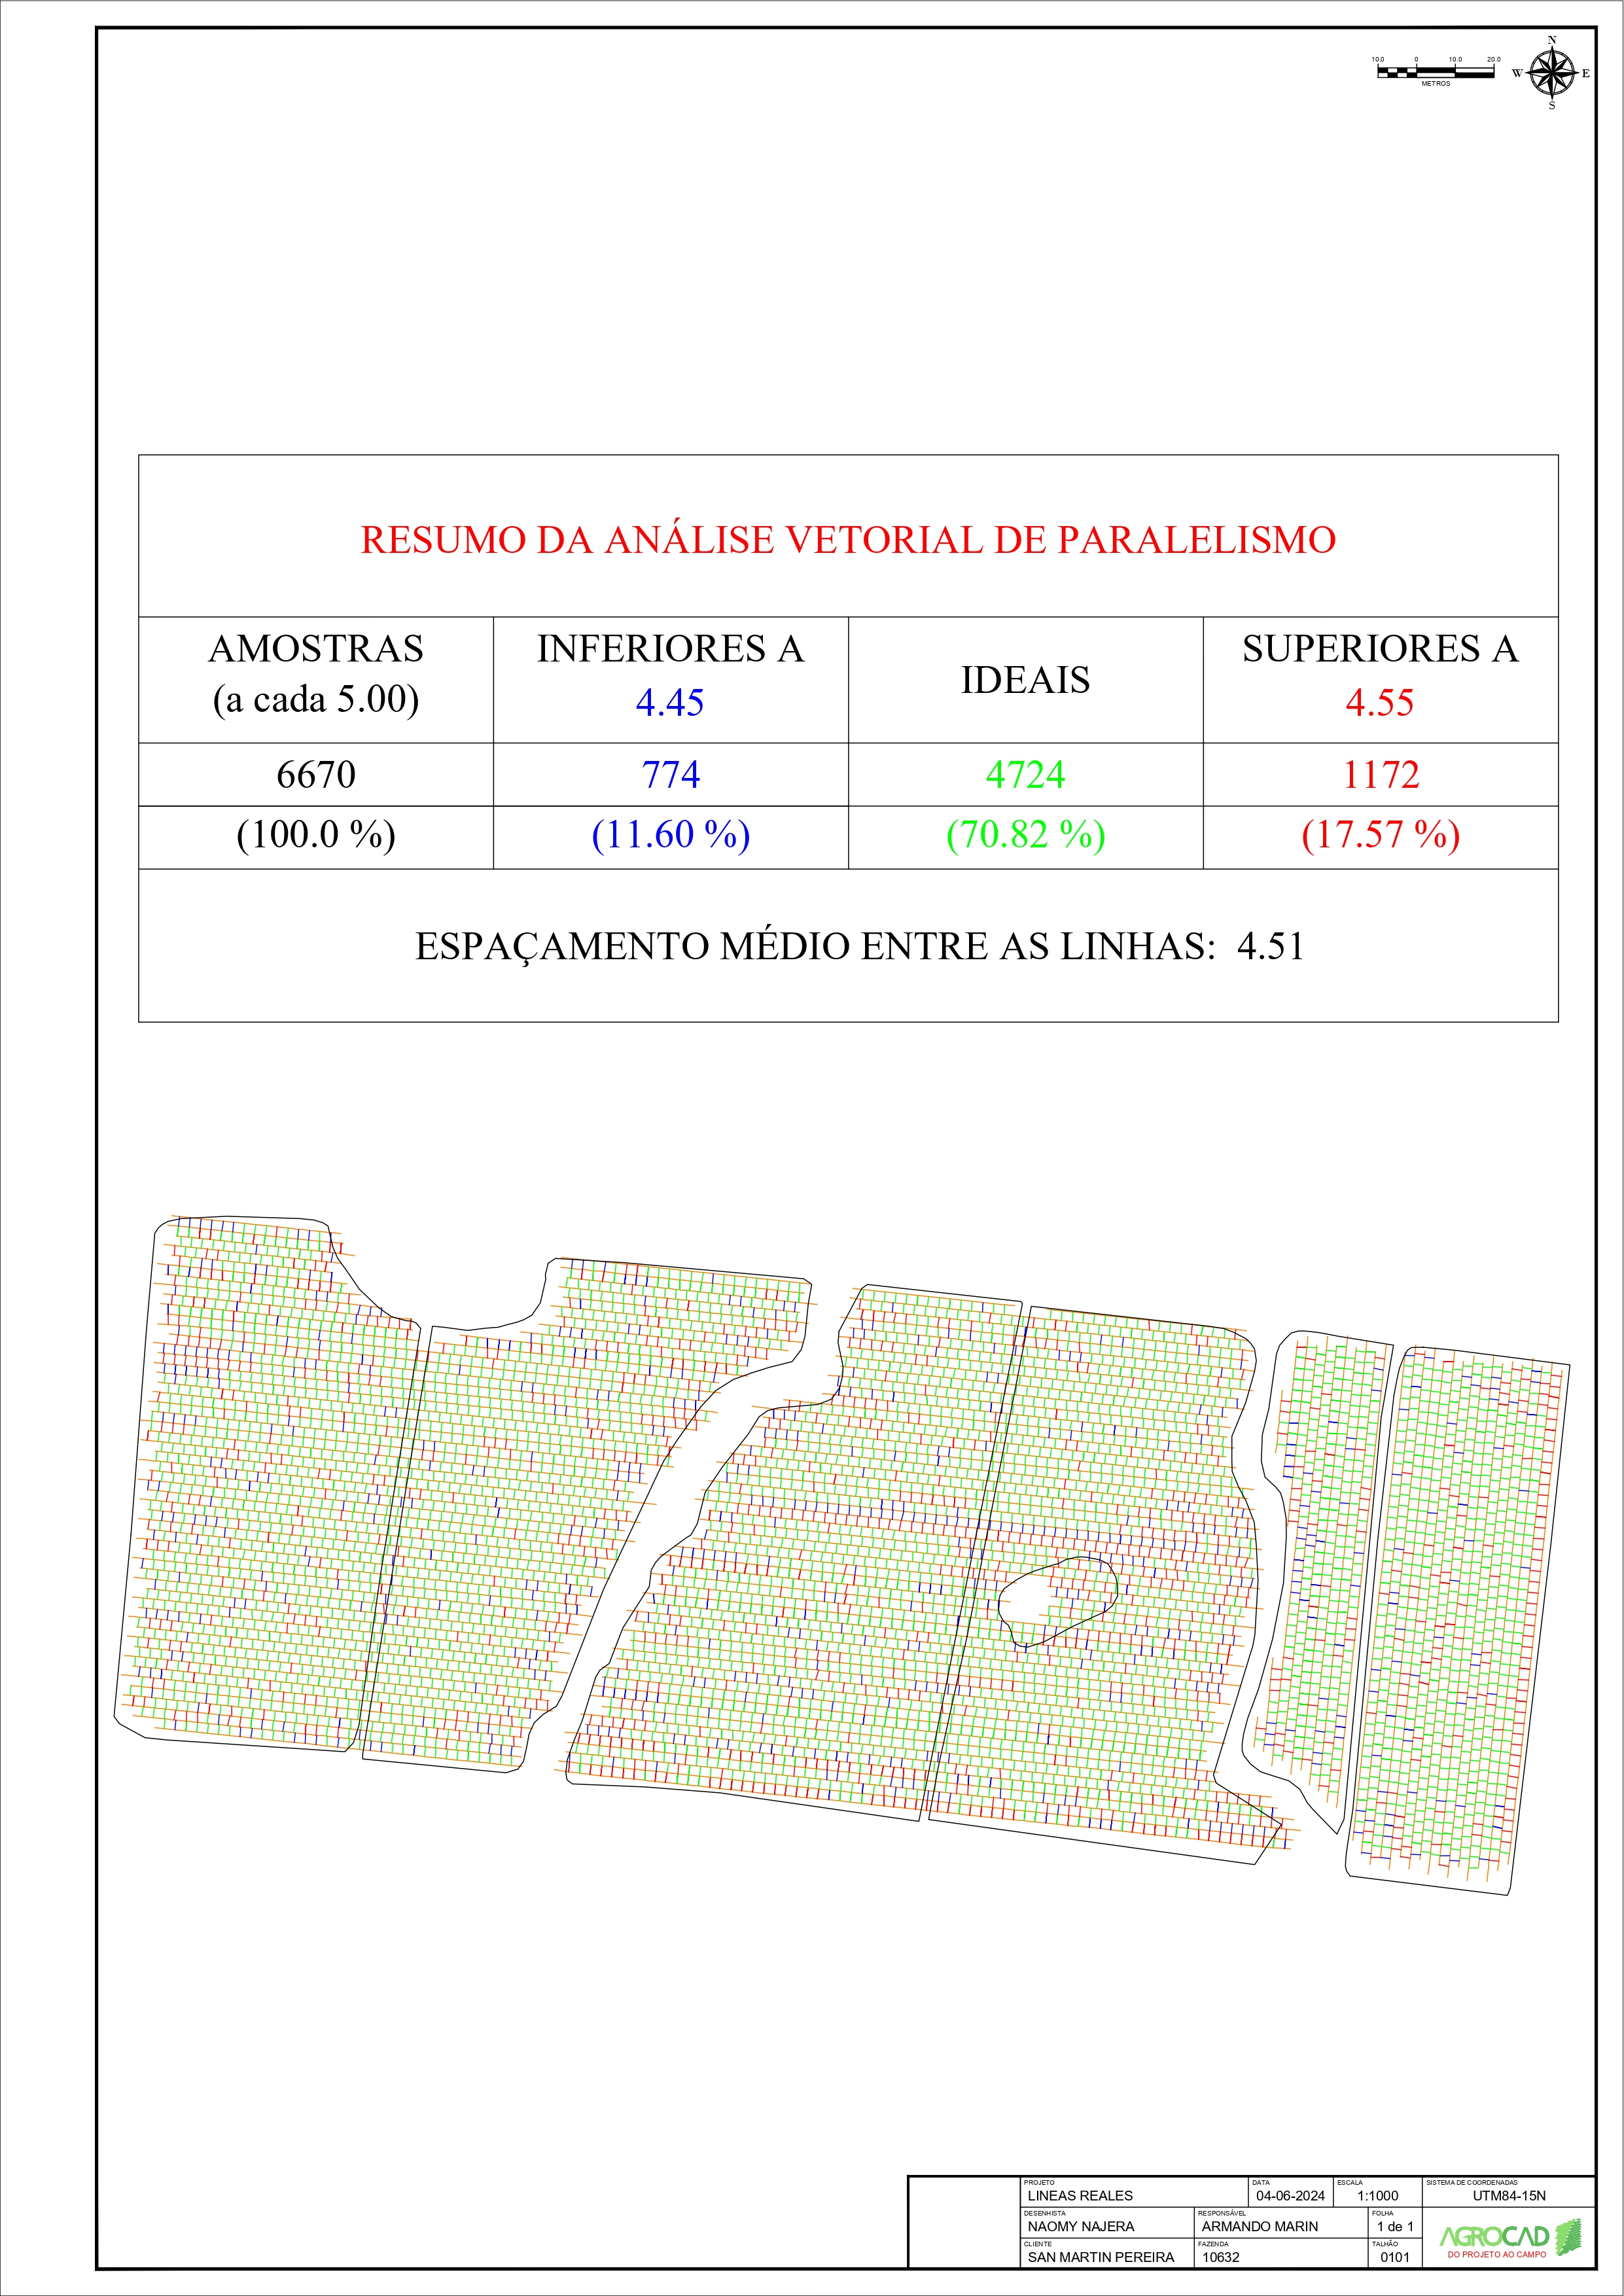 N
10.0 0 10.0 20.0
W E
METROS
S
RESUMO DA ANÁLISE VETORIAL DE PARALELISMO
AMOSTRAS
(a cada 5.00)
INFERIORES A
4.45
IDEAIS
SUPERIORES A
4.55
6670 774 4724 1172
(100.0 %) (11.60 %) (70.82 %) (17.57 %)
ESPAÇAMENTO MÉDIO ENTRE AS LINHAS: 4.51
PROJETO DATA ESCALA SISTEMA DE COORDENADAS
LINEAS REALES 04-06-2024 1:1000 UTM84-15N
DESENHISTA RESPONSÁVEL FOLHA
NAOMY NAJERA ARMANDO MARIN 1 de 1
CLIENTE FAZENDA TALHÃO
SAN MARTIN PEREIRA 10632 0101
AGROCAD
DO PROJETO AO CAMPO